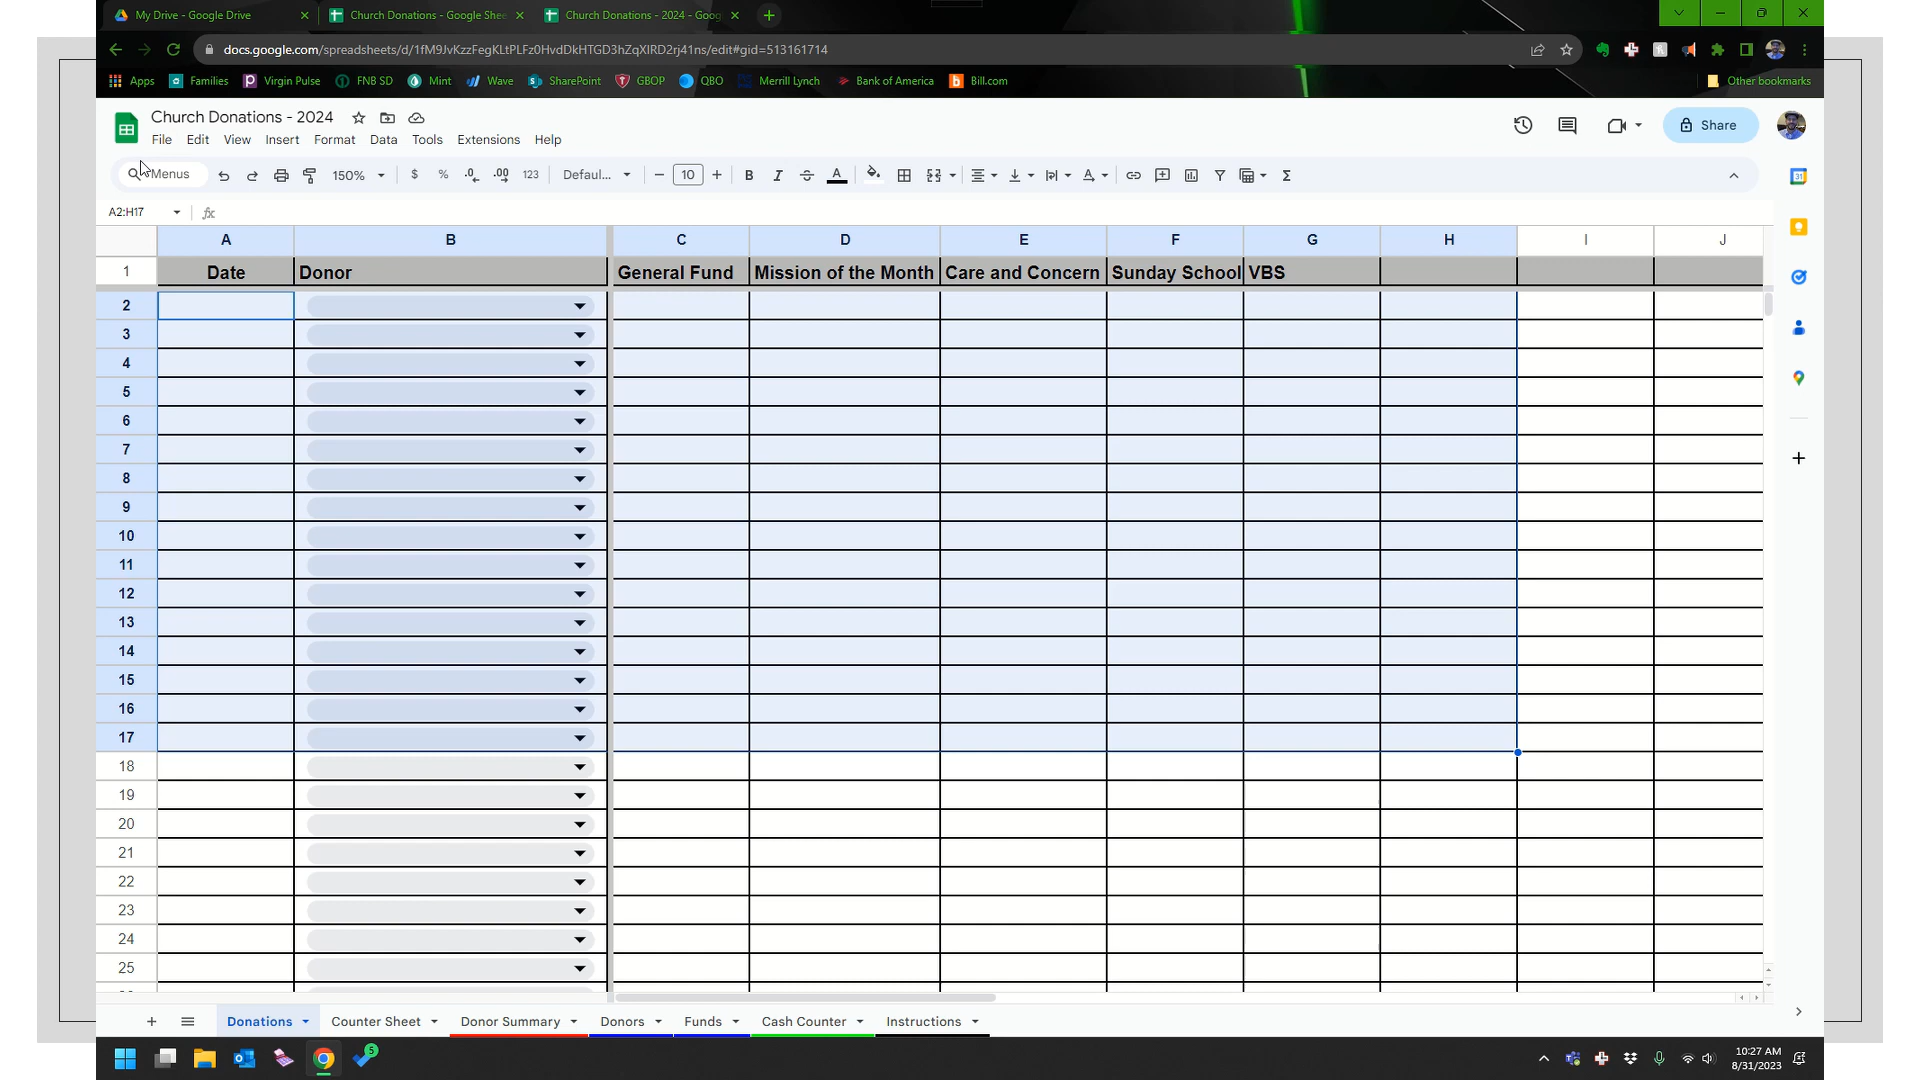 My Drive - Google Drive
Church Donations - Google Shee
Church Donations - 2024 - Goog
docs.google.com/spreadsheets/d/1fM9JvKzzFegKLtPLFz0HvdDkHTGD3hZqXIRD2rj41ns/edit#gid=513161714
Apps Families Virgin Pulse FNB SD Mint Wave SharePoint GBOP QBO Merrill Lynch Bank of America Bill.com Other bookmarks
Church Donations - 2024
File Edit View Insert Format Data Tools Extensions Help
Share
Menus 150% $ % .0 .00 123 Defaul... 10 B I A
A2:H17 fx
A B C D E F G H I J
1 Date Donor General Fund Mission of the Month Care and Concern Sunday School VBS
2
3
4
5
6
7
8
9
10
11
12
13
14
15
16
17
18
19
20
21
22
23
24
25
Donations Counter Sheet Donor Summary Donors Funds Cash Counter Instructions
5
10:27 AM
8/31/2023